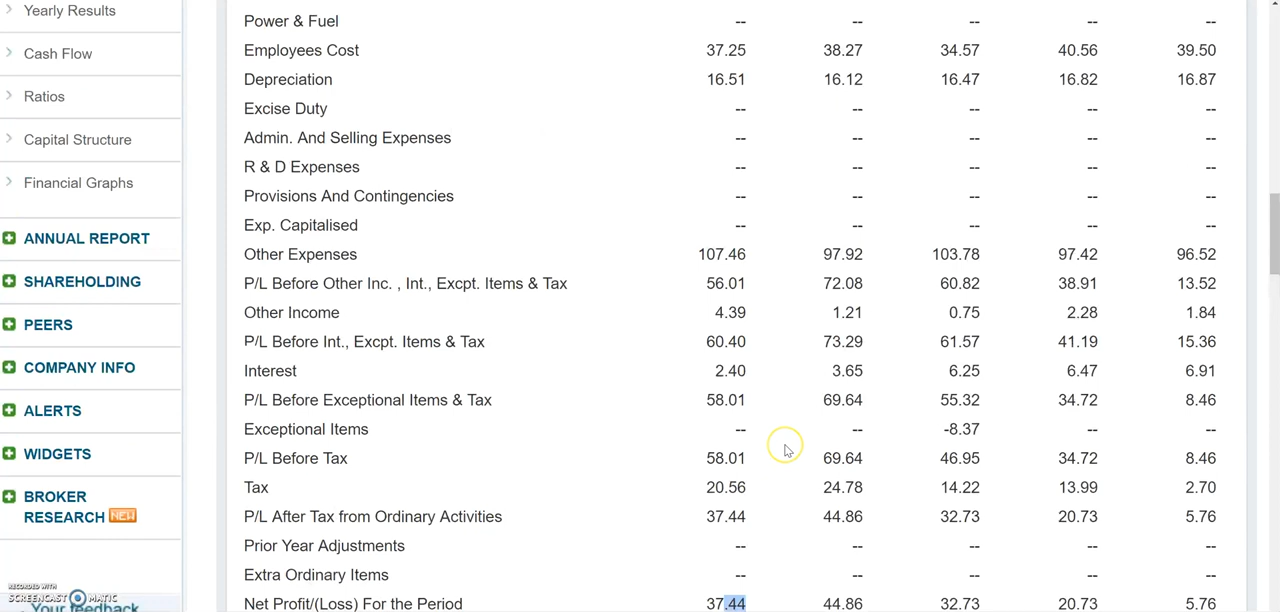 Yearly Results
Cash Flow
Ratios
Capital Structure
Financial Graphs
ANNUAL REPORT
SHAREHOLDING
PEERS
COMPANY INFO
ALERTS
WIDGETS
BROKER
RESEARCH NEW
RECORDED WITH
SCREENCAST MATIC
Your feedback
Power & Fuel -- -- -- -- --
Employees Cost 37.25 38.27 34.57 40.56 39.50
Depreciation 16.51 16.12 16.47 16.82 16.87
Excise Duty -- -- -- -- --
Admin. And Selling Expenses -- -- -- -- --
R & D Expenses -- -- -- -- --
Provisions And Contingencies -- -- -- -- --
Exp. Capitalised -- -- -- -- --
Other Expenses 107.46 97.92 103.78 97.42 96.52
P/L Before Other Inc. , Int., Excpt. Items & Tax 56.01 72.08 60.82 38.91 13.52
Other Income 4.39 1.21 0.75 2.28 1.84
P/L Before Int., Excpt. Items & Tax 60.40 73.29 61.57 41.19 15.36
Interest 2.40 3.65 6.25 6.47 6.91
P/L Before Exceptional Items & Tax 58.01 69.64 55.32 34.72 8.46
Exceptional Items -- -- -8.37 -- --
P/L Before Tax 58.01 69.64 46.95 34.72 8.46
Tax 20.56 24.78 14.22 13.99 2.70
P/L After Tax from Ordinary Activities 37.44 44.86 32.73 20.73 5.76
Prior Year Adjustments -- -- -- -- --
Extra Ordinary Items -- -- -- -- --
Net Profit/(Loss) For the Period 37.44 44.86 32.73 20.73 5.76